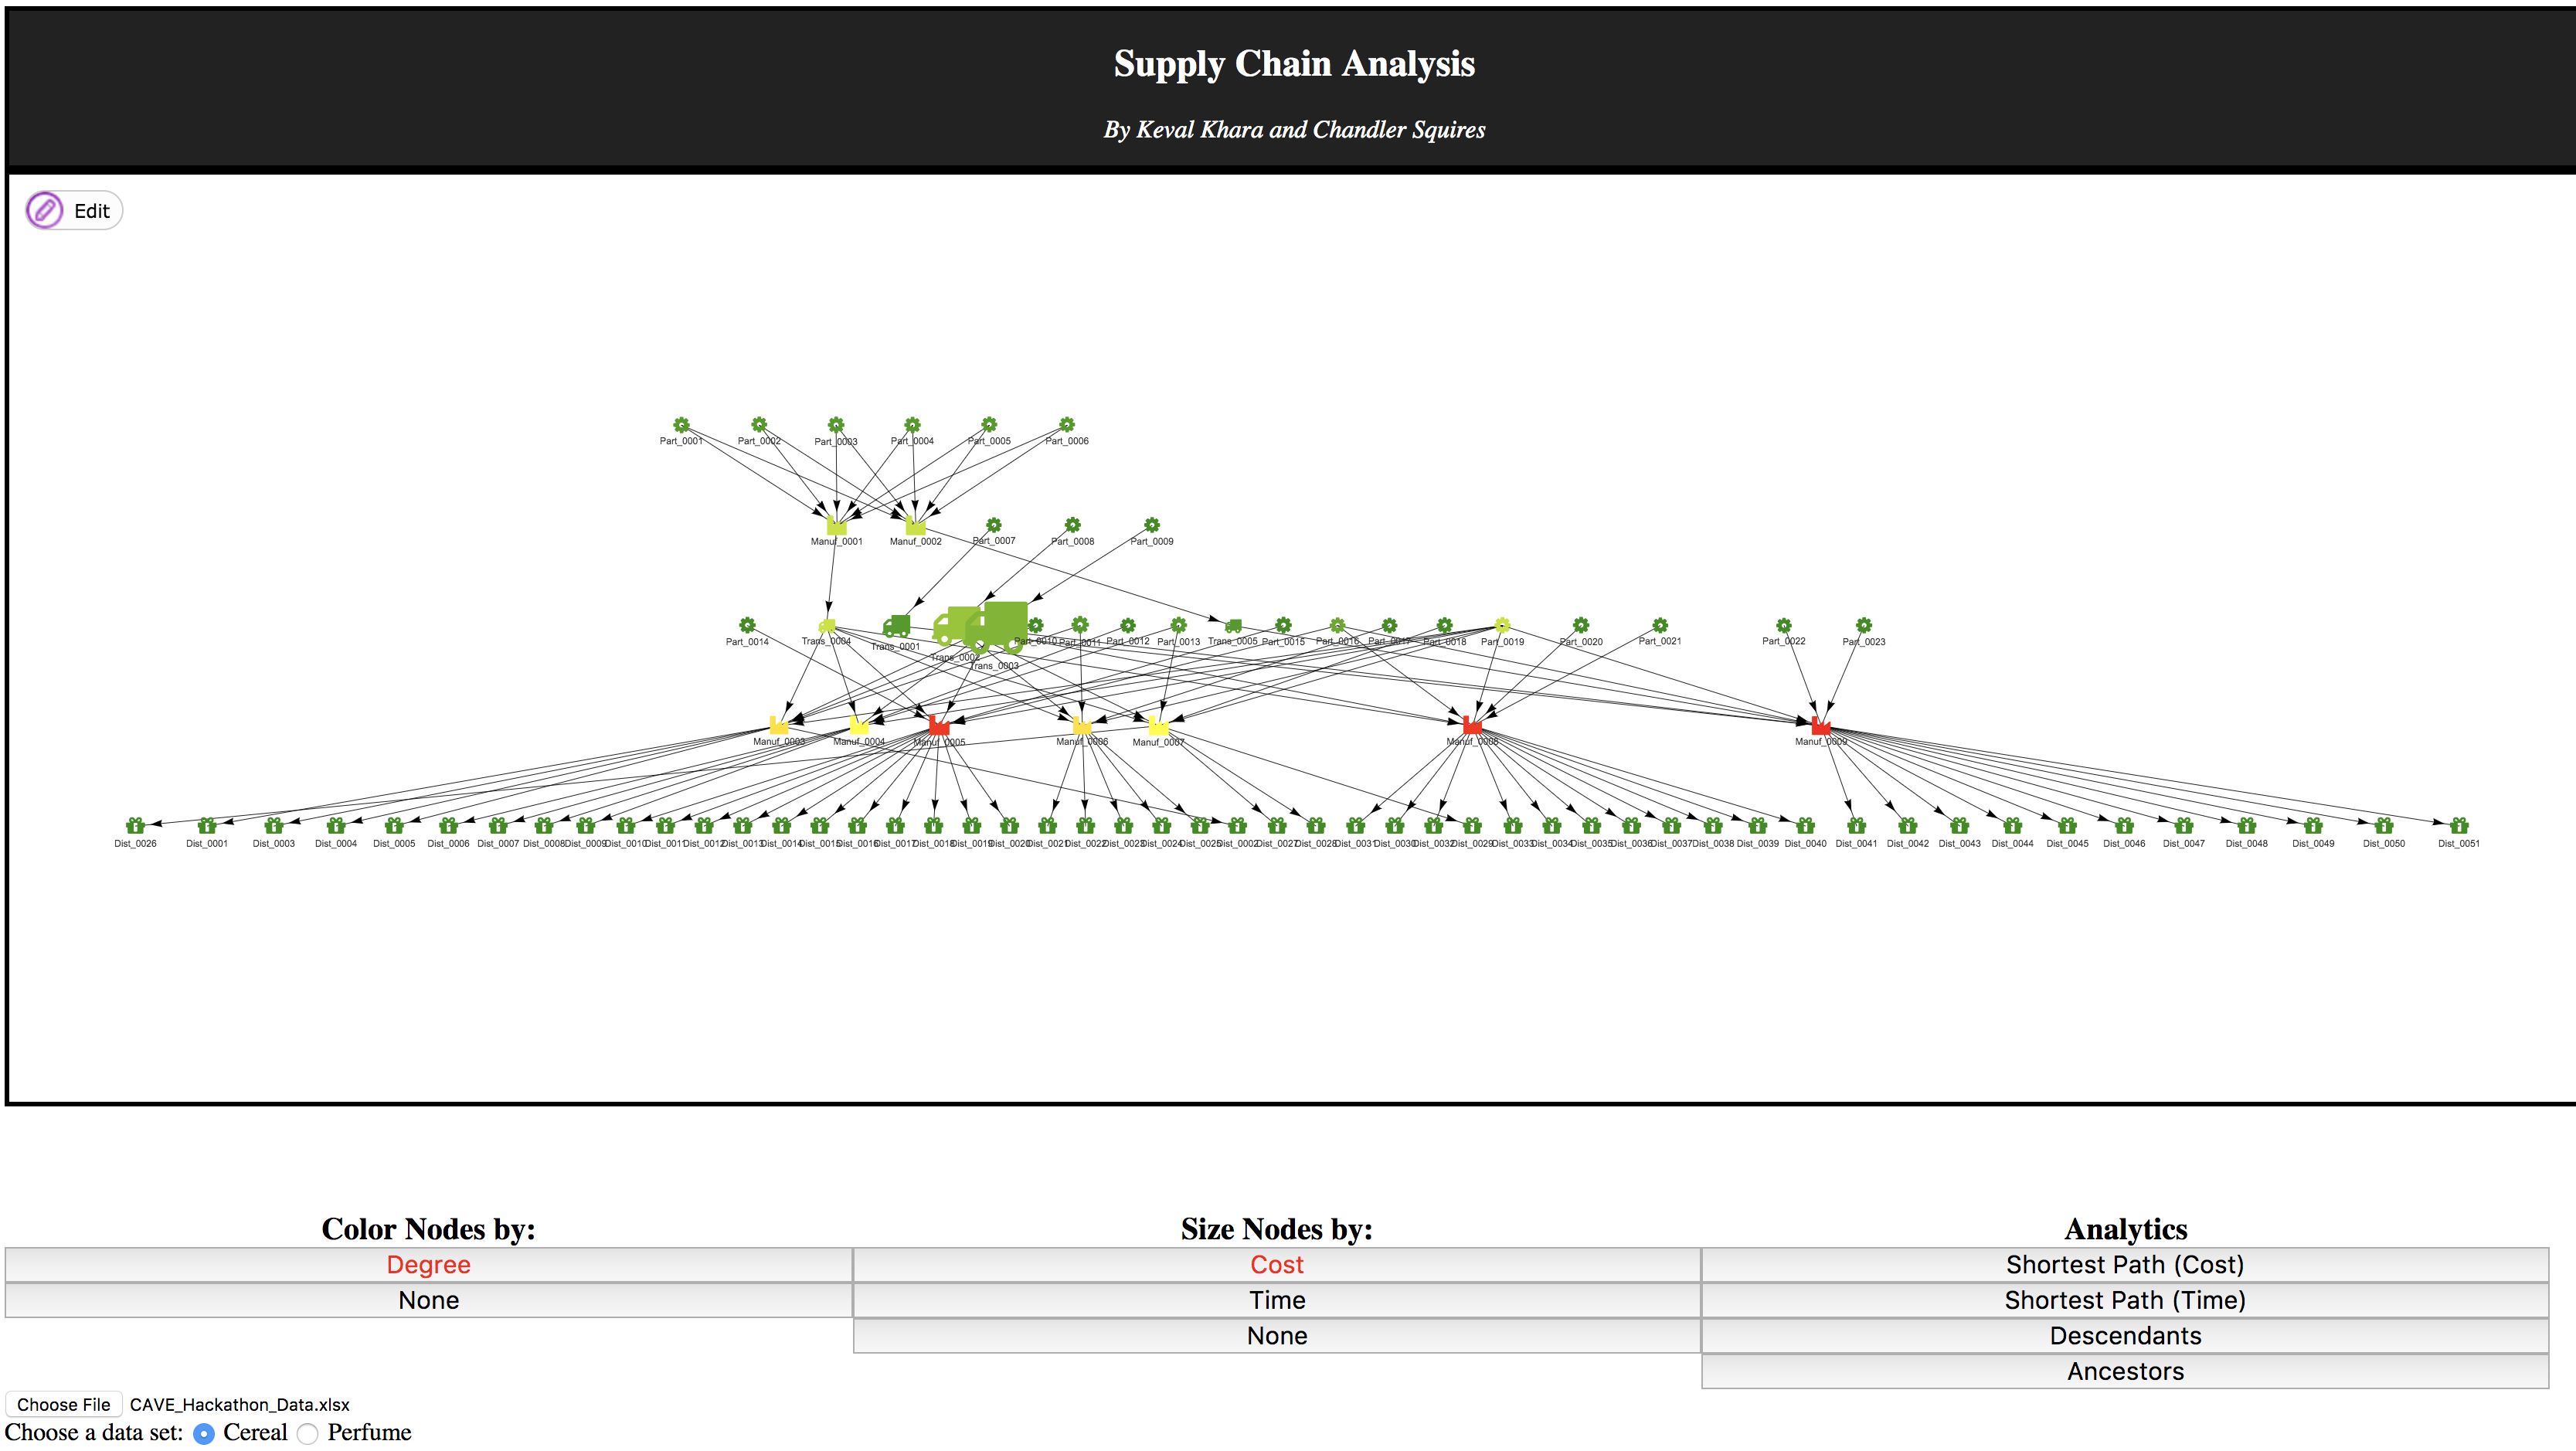 Supply Chain Analysis
By Keval Khara and Chandler Squires
Edit
Part_0001 Part_0002 Part_0003 Part_0004 Part_0005 Part_0006
Manuf_0001 Manuf_0002 Part_0007 Part_0008 Part_0009
Part_0014 Trans_0004 Trans_0001 Trans_0002 Trans_0003 Part_0010 Part_0011 Part_0012 Part_0013 Trans_0005 Part_0015 Part_0016 Part_0017 Part_0018 Part_0019 Part_0020 Part_0021 Part_0022 Part_0023
Manuf_0003 Manuf_0004 Manuf_0005 Manuf_0006 Manuf_0007 Manuf_0008 Manuf_0009
Dist_0026 Dist_0001 Dist_0003 Dist_0004 Dist_0005 Dist_0006 Dist_0007 Dist_0008 Dist_0009 Dist_0010 Dist_0011 Dist_0012 Dist_0013 Dist_0014 Dist_0015 Dist_0016 Dist_0017 Dist_0018 Dist_0019 Dist_0020 Dist_0021 Dist_0022 Dist_0023 Dist_0024 Dist_0025 Dist_0002 Dist_0027 Dist_0028 Dist_0031 Dist_0030 Dist_0032 Dist_0029 Dist_0033 Dist_0034 Dist_0035 Dist_0036 Dist_0037 Dist_0038 Dist_0039 Dist_0040 Dist_0041 Dist_0042 Dist_0043 Dist_0044 Dist_0045 Dist_0046 Dist_0047 Dist_0048 Dist_0049 Dist_0050 Dist_0051
Color Nodes by: Size Nodes by: Analytics
Degree Cost Shortest Path (Cost)
None Time Shortest Path (Time)
None Descendants
Ancestors
Choose File CAVE_Hackathon_Data.xlsx
Choose a data set: Cereal Perfume